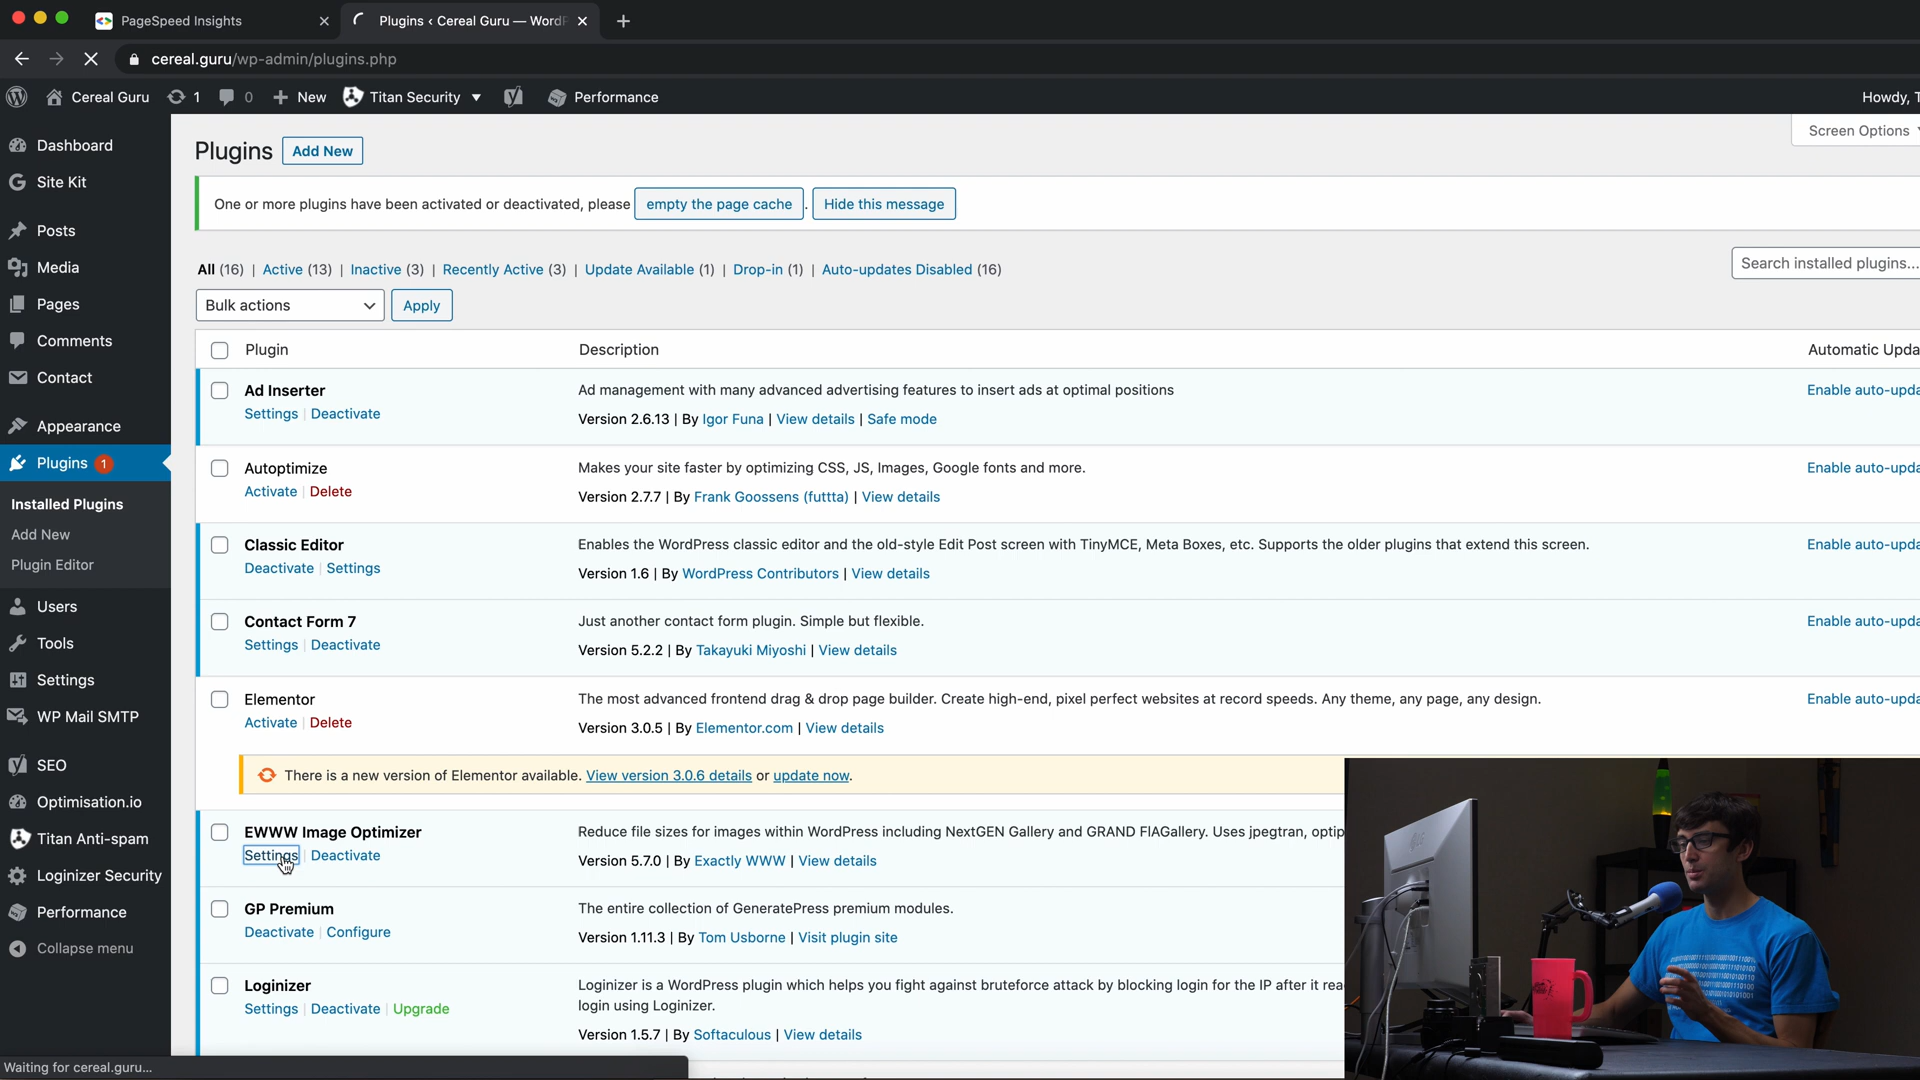 PageSpeed Insights
Plugins ‹ Cereal Guru — WordP
cereal.guru/wp-admin/plugins.php
Cereal Guru 1 0 New Titan Security Performance
Howdy, T
Dashboard
Site Kit
Posts
Media
Pages
Comments
Contact
Appearance
Plugins 1
Installed Plugins
Add New
Plugin Editor
Users
Tools
Settings
WP Mail SMTP
SEO
Optimisation.io
Titan Anti-spam
Loginizer Security
Performance
Collapse menu
Screen Options
Plugins Add New
One or more plugins have been activated or deactivated, please empty the page cache . Hide this message
All (16) | Active (13) | Inactive (3) | Recently Active (3) | Update Available (1) | Drop-in (1) | Auto-updates Disabled (16)
Search installed plugins...
Bulk actions Apply
Plugin Description Automatic Upda
Ad Inserter
Settings | Deactivate
Ad management with many advanced advertising features to insert ads at optimal positions
Version 2.6.13 | By Igor Funa | View details | Safe mode
Enable auto-upda
Autoptimize
Activate | Delete
Makes your site faster by optimizing CSS, JS, Images, Google fonts and more.
Version 2.7.7 | By Frank Goossens (futtta) | View details
Enable auto-upda
Classic Editor
Deactivate | Settings
Enables the WordPress classic editor and the old-style Edit Post screen with TinyMCE, Meta Boxes, etc. Supports the older plugins that extend this screen.
Version 1.6 | By WordPress Contributors | View details
Enable auto-upda
Contact Form 7
Settings | Deactivate
Just another contact form plugin. Simple but flexible.
Version 5.2.2 | By Takayuki Miyoshi | View details
Enable auto-upda
Elementor
Activate | Delete
The most advanced frontend drag & drop page builder. Create high-end, pixel perfect websites at record speeds. Any theme, any page, any design.
Version 3.0.5 | By Elementor.com | View details
Enable auto-upda
There is a new version of Elementor available. View version 3.0.6 details or update now.
EWWW Image Optimizer
Settings | Deactivate
Reduce file sizes for images within WordPress including NextGEN Gallery and GRAND FlAGallery. Uses jpegtran, optip
Version 5.7.0 | By Exactly WWW | View details
GP Premium
Deactivate | Configure
The entire collection of GeneratePress premium modules.
Version 1.11.3 | By Tom Usborne | Visit plugin site
Loginizer
Settings | Deactivate | Upgrade
Loginizer is a WordPress plugin which helps you fight against bruteforce attack by blocking login for the IP after it rea
login using Loginizer.
Version 1.5.7 | By Softaculous | View details
Waiting for cereal.guru...